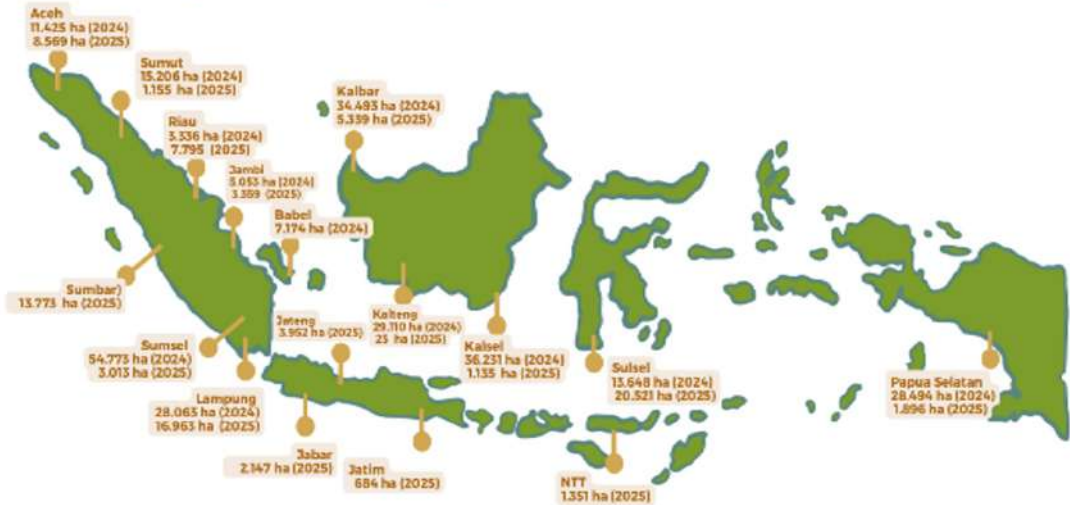 Aceh
11.425 ha (2024)
8.569 ha (2025)
Sumut
15.206 ha (2024)
1.155 ha (2025)
Riau
3.336 ha (2024)
7.795 (2025)
Jambi
ha (2024)
(2025)
Babel
7.174 ha (2024)
Kalbar
34.493 ha (2024)
5.339 ha (2025)
Sumbar)
13.773 ha (2025)
Sumsel
54.773 ha (2024)
3.013 ha (2025)
Lampung
28.063 ha (2024)
16.963 ha (2025)
Jateng
3.952 ha (2025)
Jabar
2.147 ha (2025)
Jatim
684 ha (2025)
Kalteng
29.110 ha (2024)
25 ha (2025)
Kalsel
36.231 ha (2024)
1.135 ha (2025)
Sulsel
13.648 ha (2024)
20.521 ha (2025)
NTT
1.351 ha (2025)
Papua Selatan
28.494 ha (2024)
1.896 ha (2025)